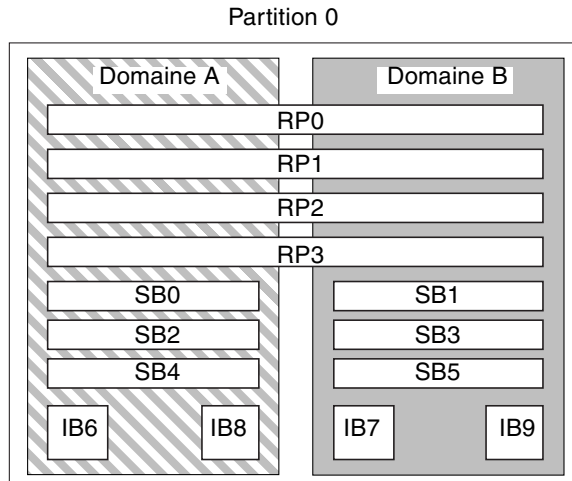 Partition 0
Domaine A Domaine B
RP0
RP1
RP2
RP3
SB0 SB1
SB2 SB3
SB4 SB5
IB6 IB8 IB7 IB9